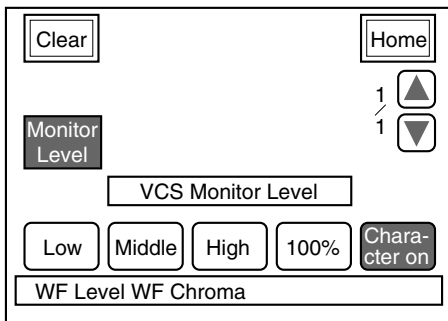 Clear
Home
1
/
1
Monitor
Level
VCS Monitor Level
Low
Middle
High
100%
Chara-
cter on
WF Level WF Chroma